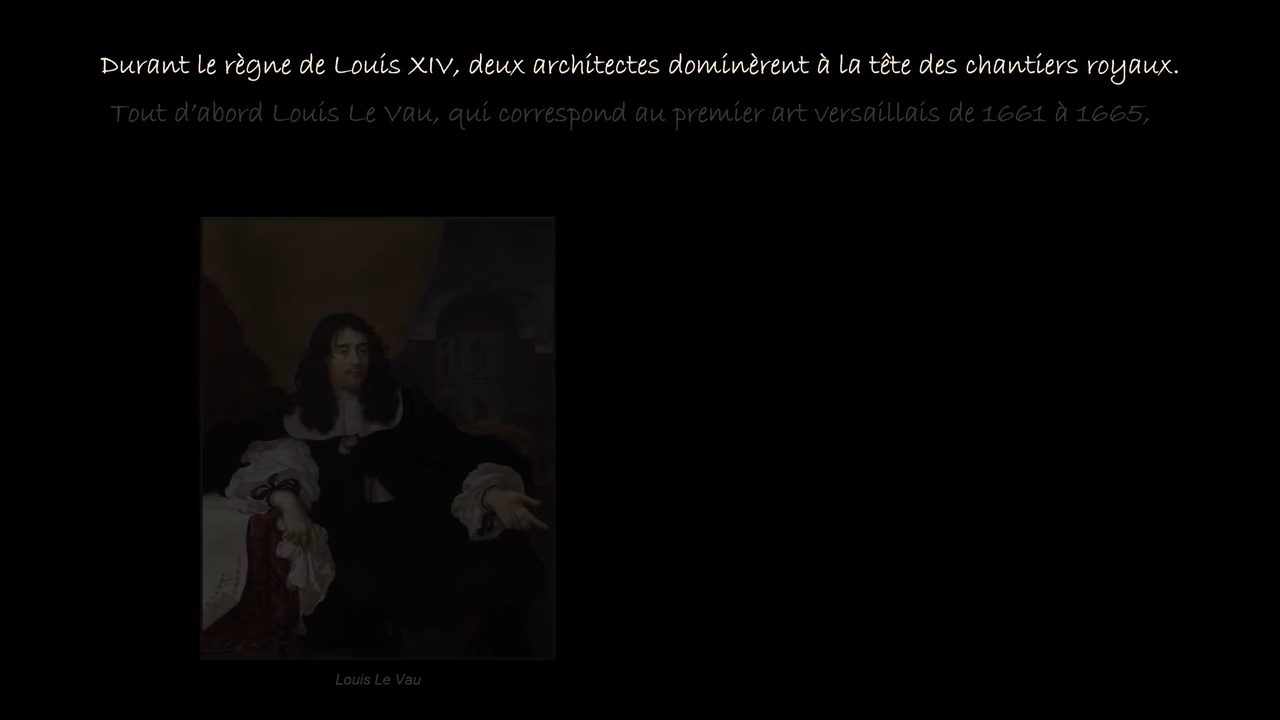 Durant le règne de Louis XIV, deux architectes dominèrent à la tête des chantiers royaux.
Tout d'abord Louis Le Vau, qui correspond au premier art versaillais de 1661 à 1665,
Louis Le Vau